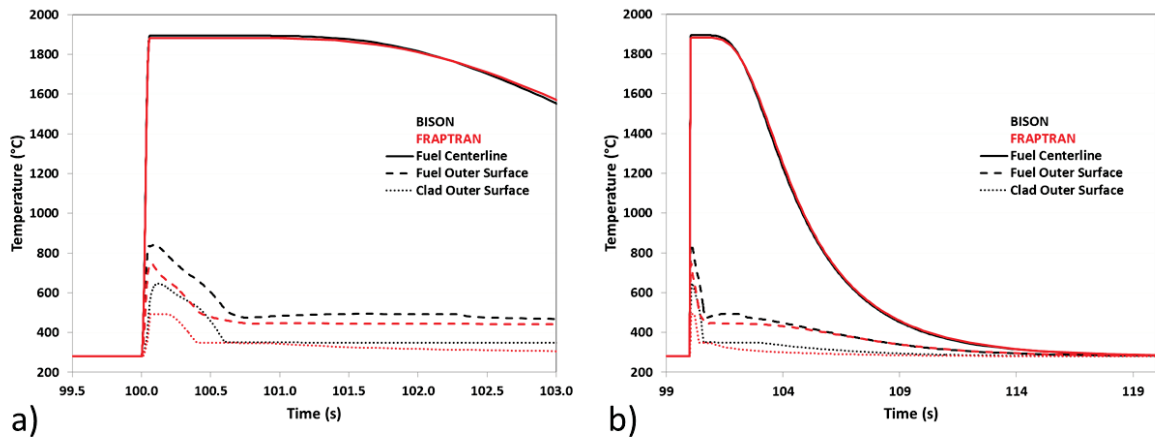 2000
1800
1600
1400
1200
1000
800
600
400
200
Temperature (°C)
BISON
FRAPTRAN
Fuel Centerline
Fuel Outer Surface
Clad Outer Surface
99.5 100.0 100.5 101.0 101.5 102.0 102.5 103.0
Time (s)
a)
2000
1800
1600
1400
1200
1000
800
600
400
200
Temperature (°C)
BISON
FRAPTRAN
Fuel Centerline
Fuel Outer Surface
Clad Outer Surface
99 104 109 114 119
Time (s)
b)